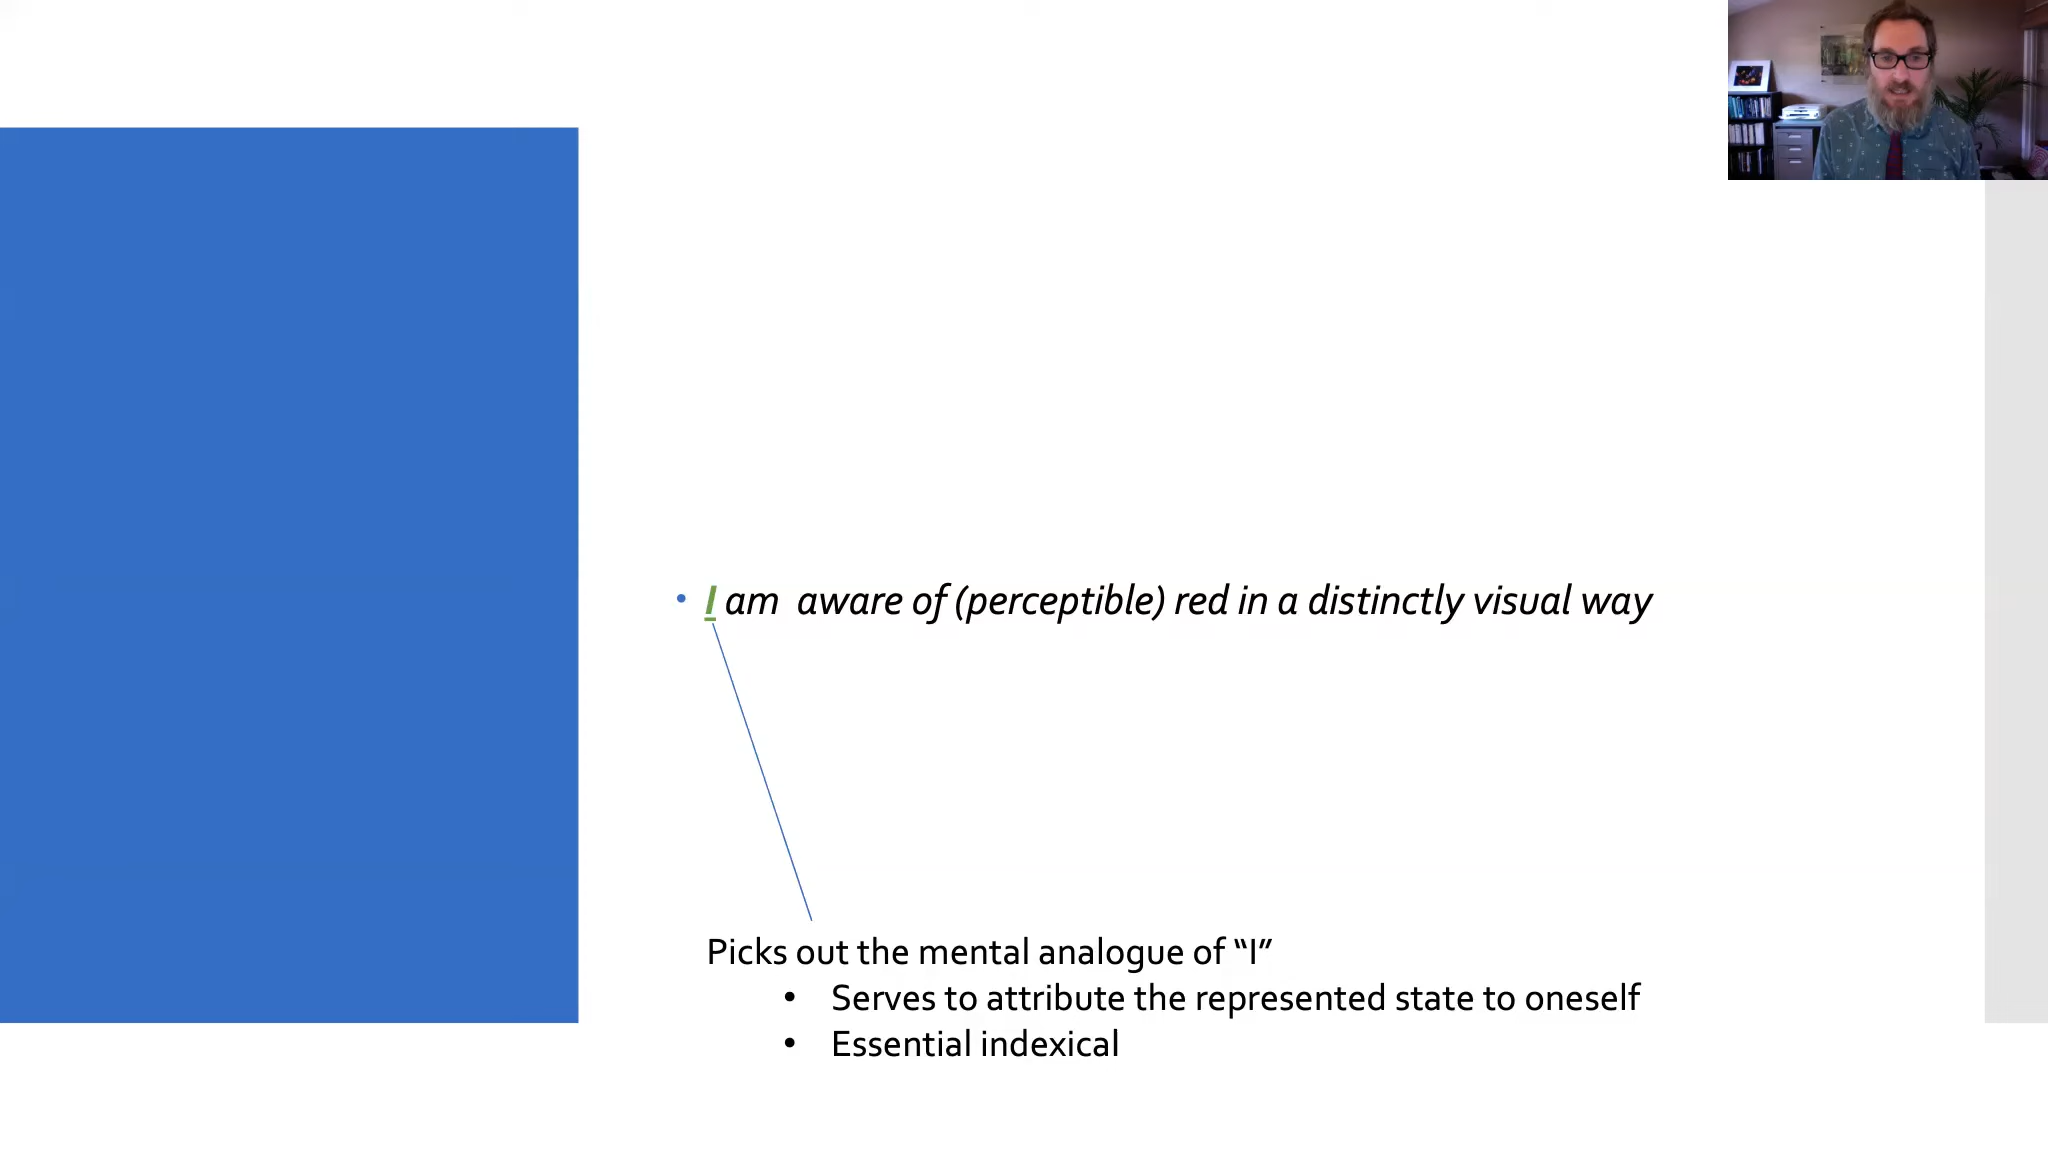 • I am aware of (perceptible) red in a distinctly visual way
Picks out the mental analogue of “I”
• Serves to attribute the represented state to oneself
• Essential indexical